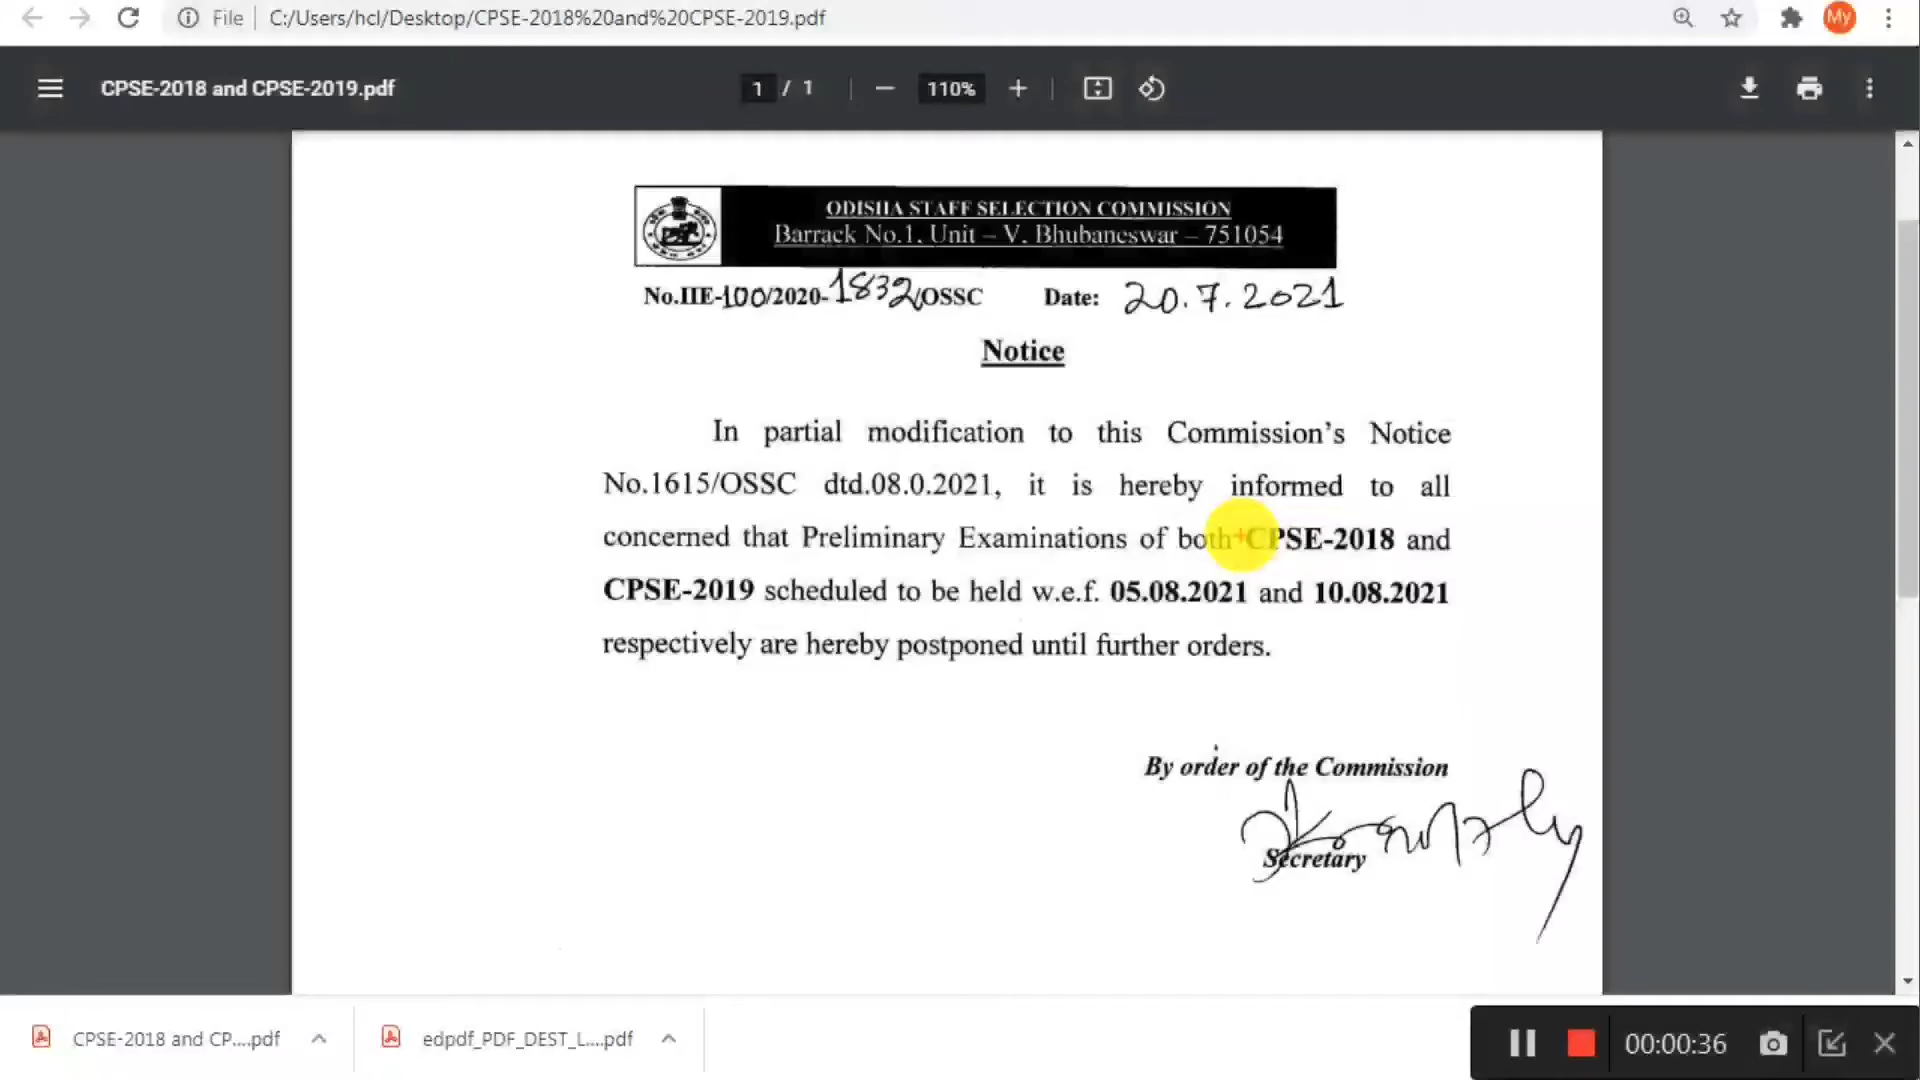 File
C:/Users/hcl/Desktop/CPSE-2018%20and%20CPSE-2019.pdf
My
CPSE-2018 and CPSE-2019.pdf
1 / 1
110%
ODISHA STAFF SELECTION COMMISSION
Barrack No.1, Unit – V, Bhubaneswar – 751054
No.IIE-100/2020-1832/OSSC Date: 20.7.2021
Notice
In partial modification to this Commission's Notice
No.1615/OSSC dtd.08.0.2021, it is hereby informed to all
concerned that Preliminary Examinations of both CPSE-2018 and
CPSE-2019 scheduled to be held w.e.f. 05.08.2021 and 10.08.2021
respectively are hereby postponed until further orders.
By order of the Commission
Secretary
CPSE-2018 and CP....pdf
edpdf_PDF_DEST_L....pdf
00:00:36